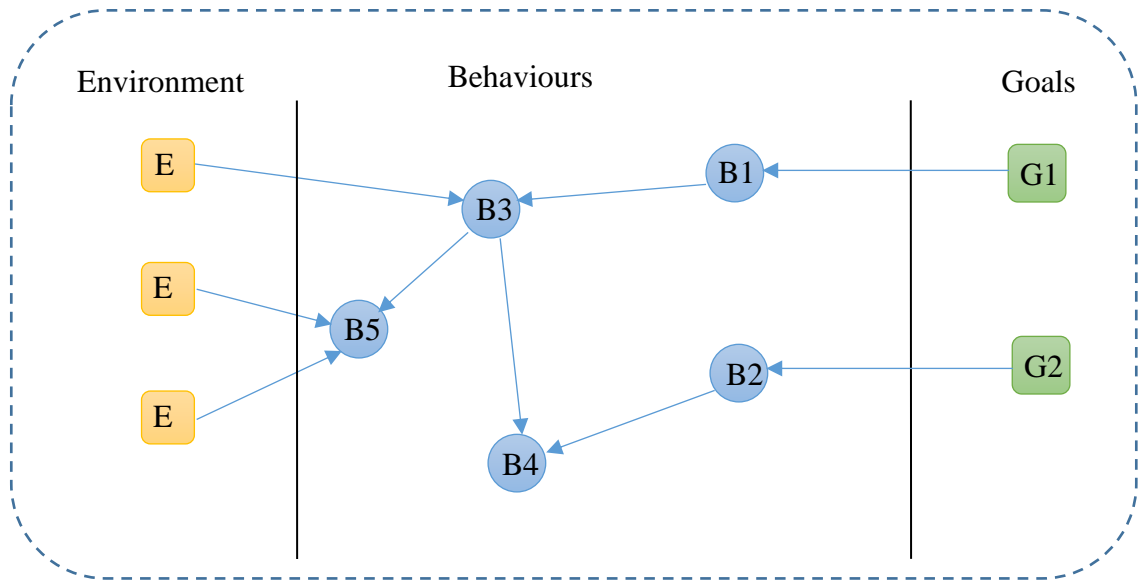 Environment
Behaviours
Goals
E
B1
G1
B3
E
B5
G2
B2
E
B4